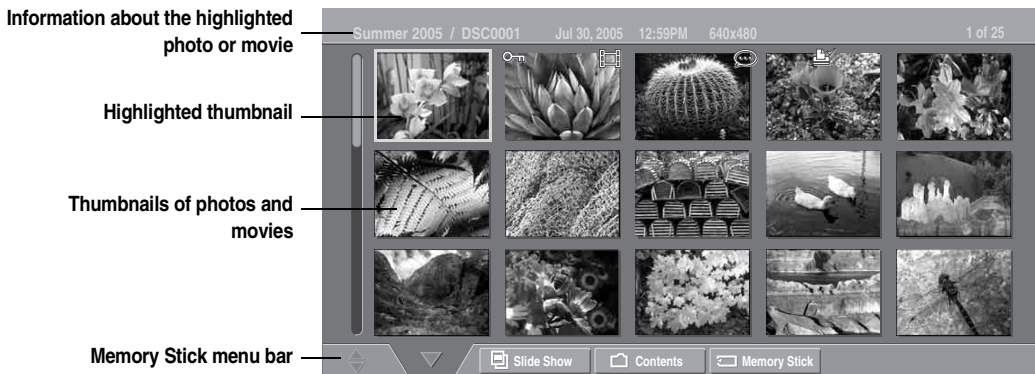 Information about the highlighted
photo or movie
Summer 2005 / DSC0001 Jul 30, 2005 12:59PM 640x480 1 of 25
Highlighted thumbnail
Thumbnails of photos and
movies
Memory Stick menu bar
Slide Show Contents Memory Stick